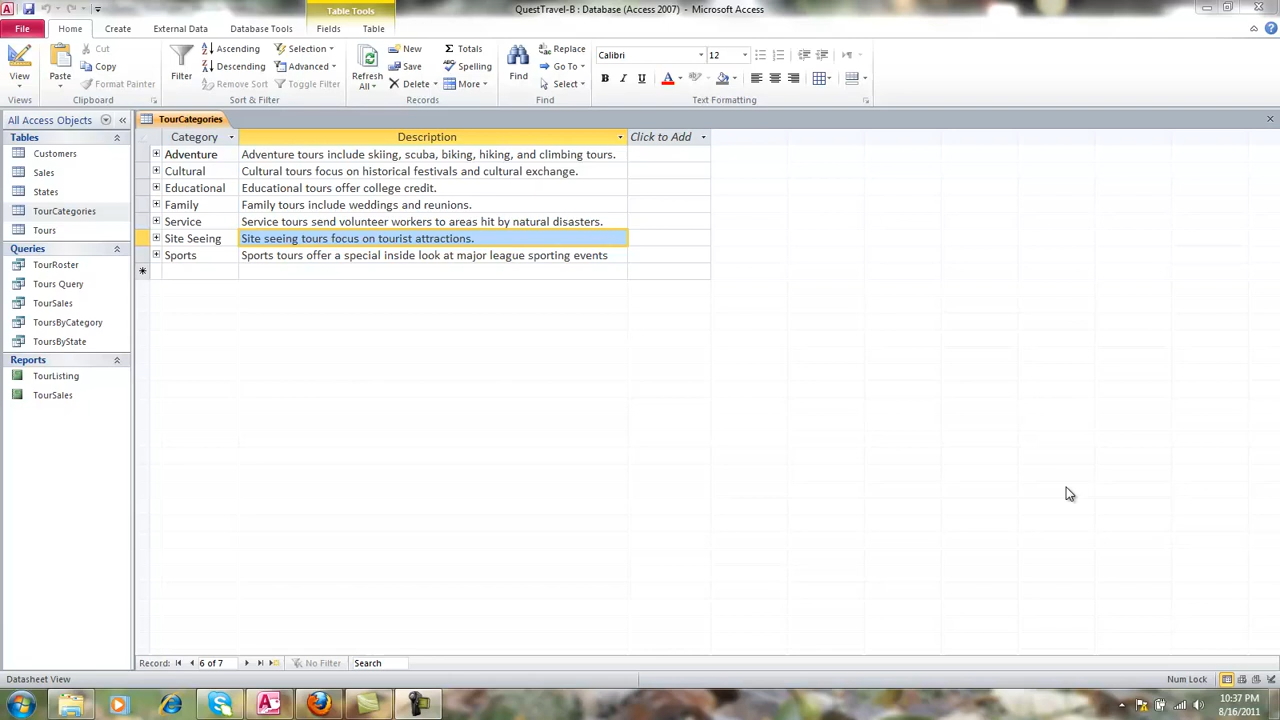 QuestTravel-B : Database (Access 2007) - Microsoft Access
Table Tools
File Home Create External Data Database Tools Fields Table
View
Views
Paste
Cut
Copy
Format Painter
Clipboard
Filter
Ascending
Descending
Remove Sort
Selection
Advanced
Toggle Filter
Sort & Filter
Refresh
All
New
Save
Delete
Totals
Spelling
More
Records
Find
Replace
Go To
Select
Find
Calibri 12
B I U A
Text Formatting
All Access Objects
Tables
Customers
Sales
States
TourCategories
Tours
Queries
TourRoster
Tours Query
TourSales
ToursByCategory
ToursByState
Reports
TourListing
TourSales
TourCategories
Category Description Click to Add
Adventure Adventure tours include skiing, scuba, biking, hiking, and climbing tours.
Cultural Cultural tours focus on historical festivals and cultural exchange.
Educational Educational tours offer college credit.
Family Family tours include weddings and reunions.
Service Service tours send volunteer workers to areas hit by natural disasters.
Site Seeing Site seeing tours focus on tourist attractions.
Sports Sports tours offer a special inside look at major league sporting events
Record: 6 of 7 No Filter Search
Datasheet View Num Lock
10:37 PM
8/16/2011